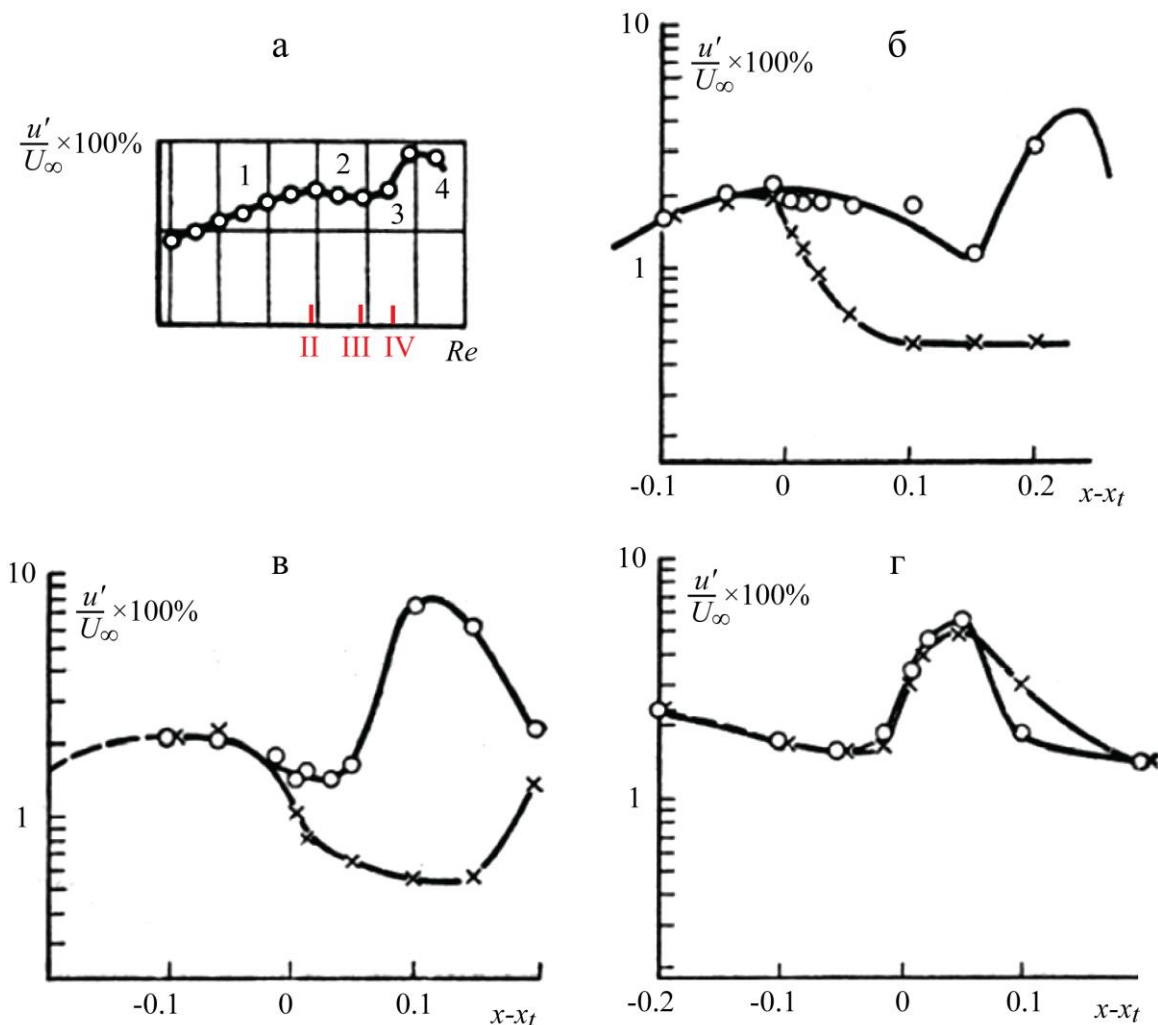 а
u′/U∞ ×100%
1
2
3
4
II
III
IV
Re
б
u′/U∞ ×100%
10
1
-0.1
0
0.1
0.2
x-xt
в
u′/U∞ ×100%
10
1
-0.1
0
0.1
x-xt
г
u′/U∞ ×100%
10
1
-0.2
-0.1
0
0.1
x-xt